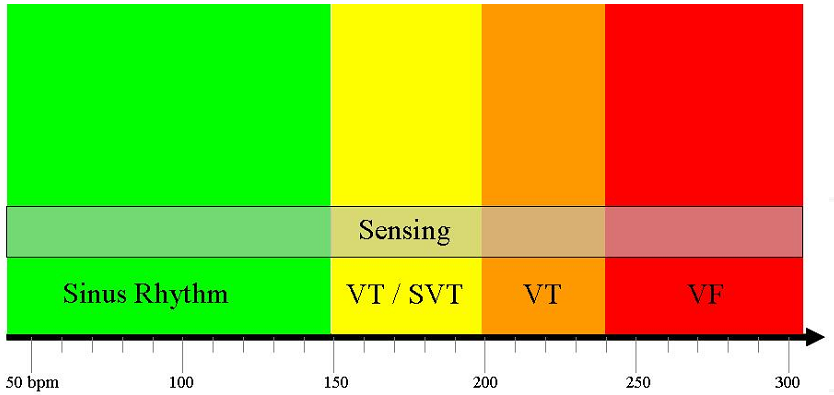 Sensing
Sinus Rhythm VT / SVT VT VF
50 bpm 100 150 200 250 300